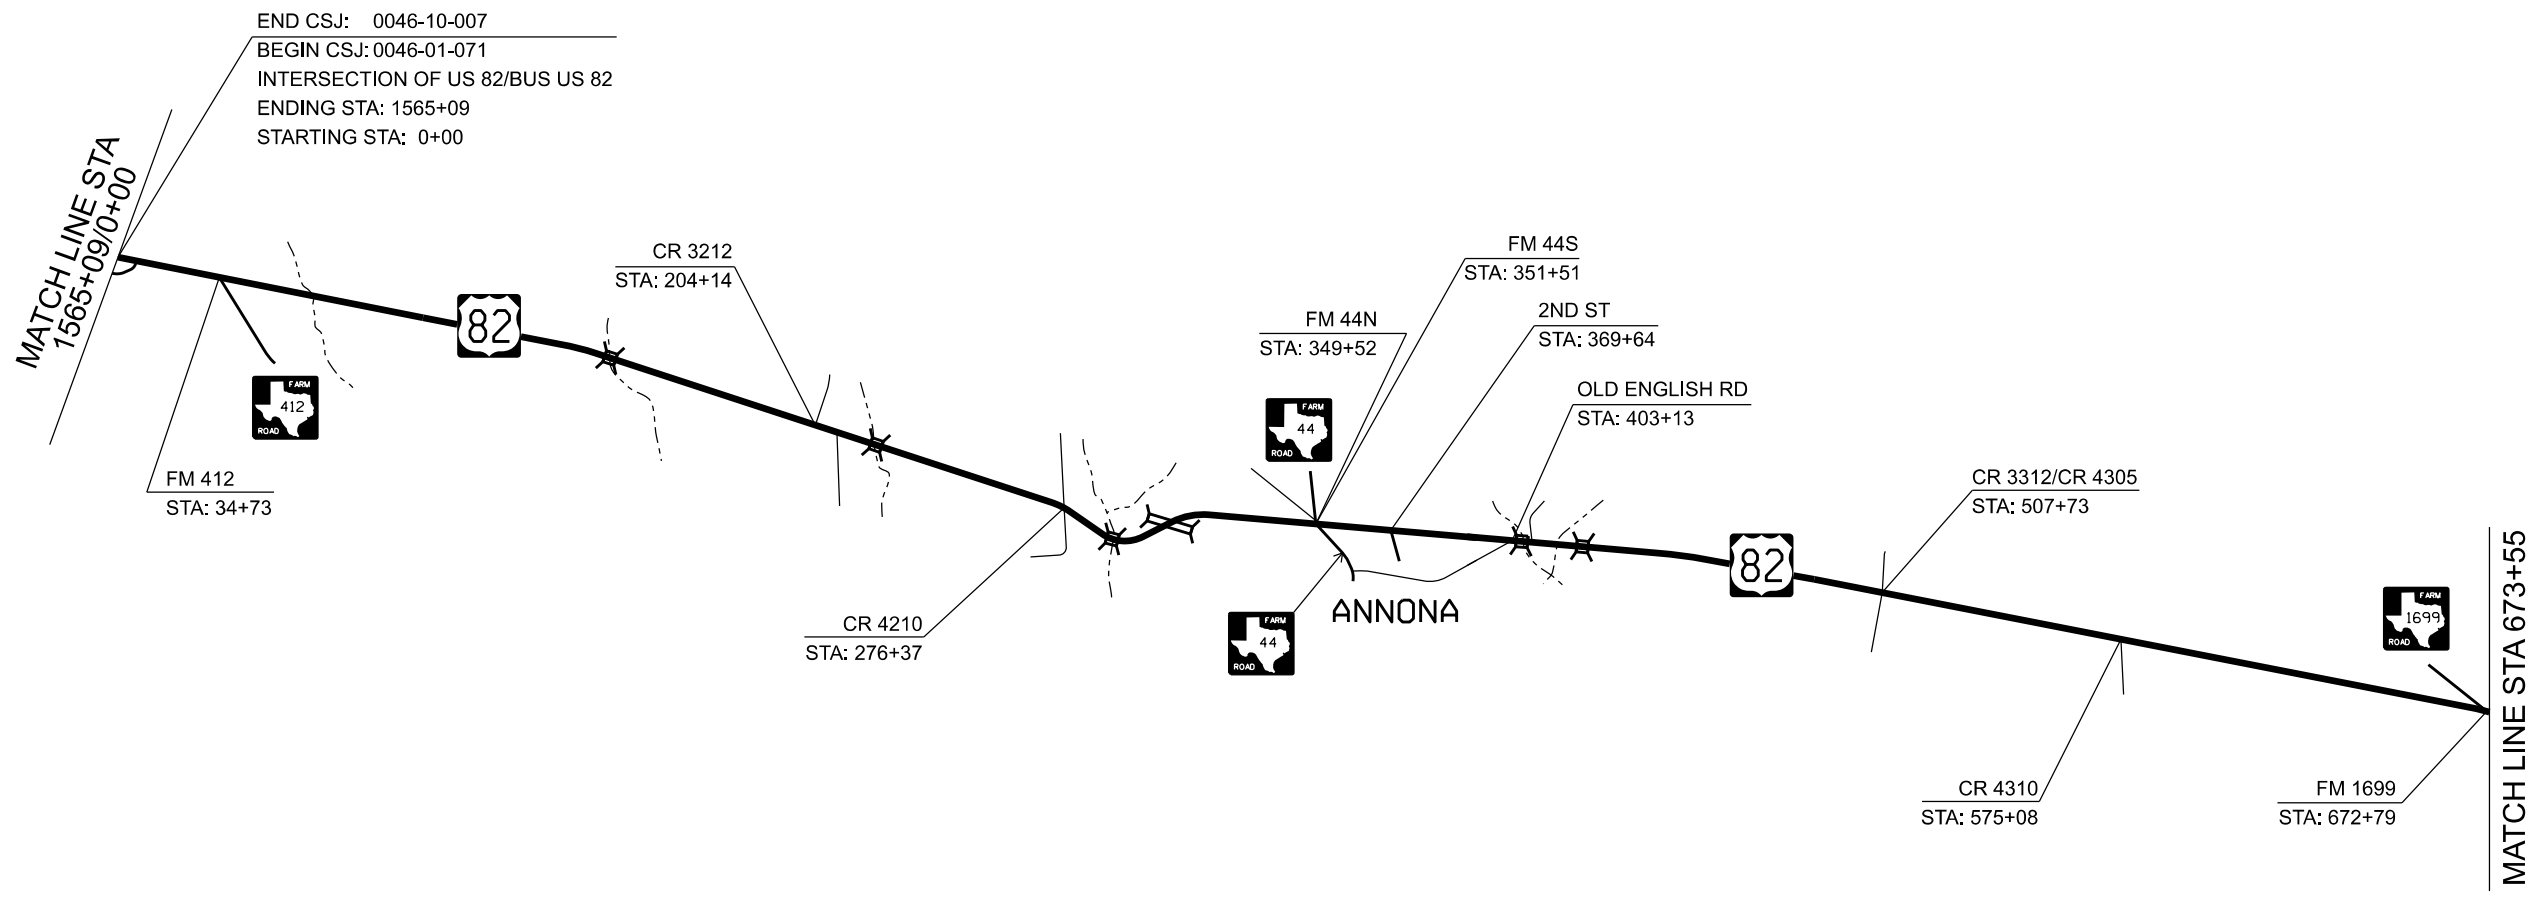 END CSJ: 0046-10-007
BEGIN CSJ: 0046-01-071
INTERSECTION OF US 82/BUS US 82
ENDING STA: 1565+09
STARTING STA: 0+00
MATCH LINE STA
1565+09/0+00
FM 412
STA: 34+73
FARM
412
ROAD
82
CR 3212
STA: 204+14
CR 4210
STA: 276+37
FM 44N
STA: 349+52
FM 44S
STA: 351+51
2ND ST
STA: 369+64
OLD ENGLISH RD
STA: 403+13
FARM
44
ROAD
FARM
44
ROAD
ANNONA
82
CR 3312/CR 4305
STA: 507+73
CR 4310
STA: 575+08
FARM
1699
ROAD
FM 1699
STA: 672+79
MATCH LINE STA 673+55